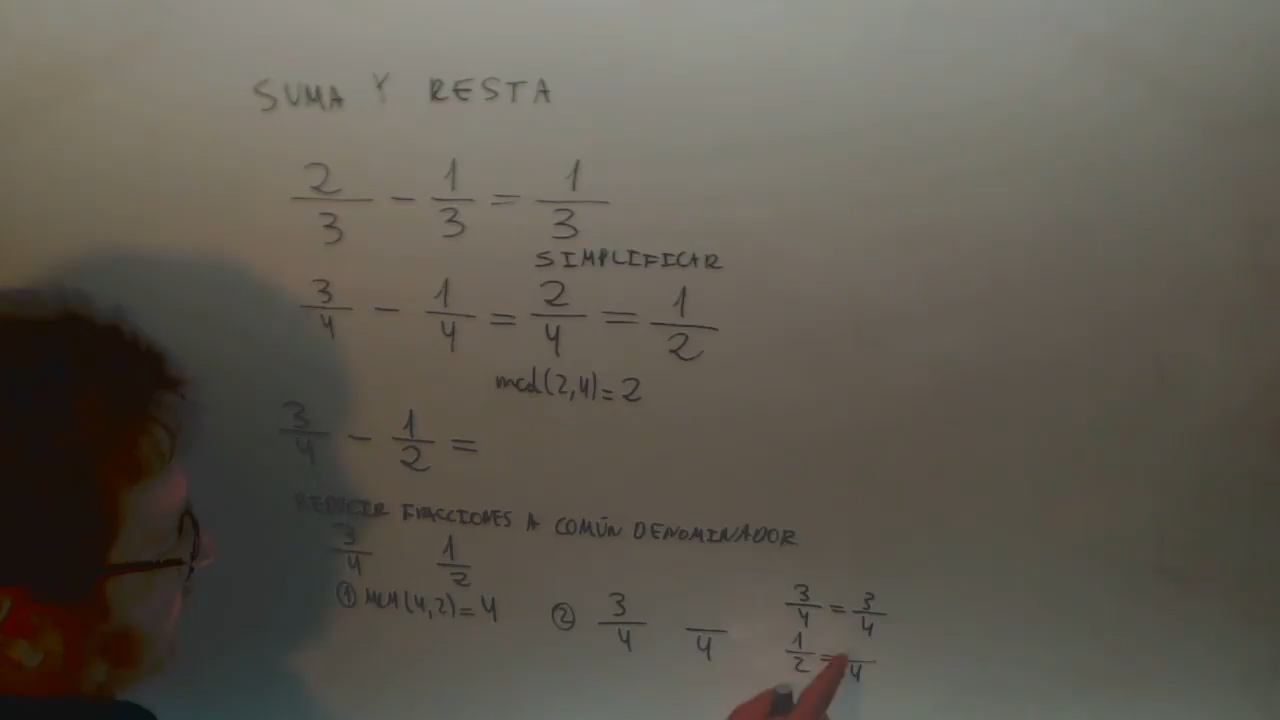 SUMA Y RESTA
2/3 - 1/3 = 1/3
SIMPLIFICAR
3/4 - 1/4 = 2/4 = 1/2
mcd(2,4)=2
3/4 - 1/2 =
REDUCIR FRACCIONES A COMÚN DENOMINADOR
3/4 1/2
① MCM(4,2)=4 ② 3/4 /4
3/4 = 3/4
1/2 = /4